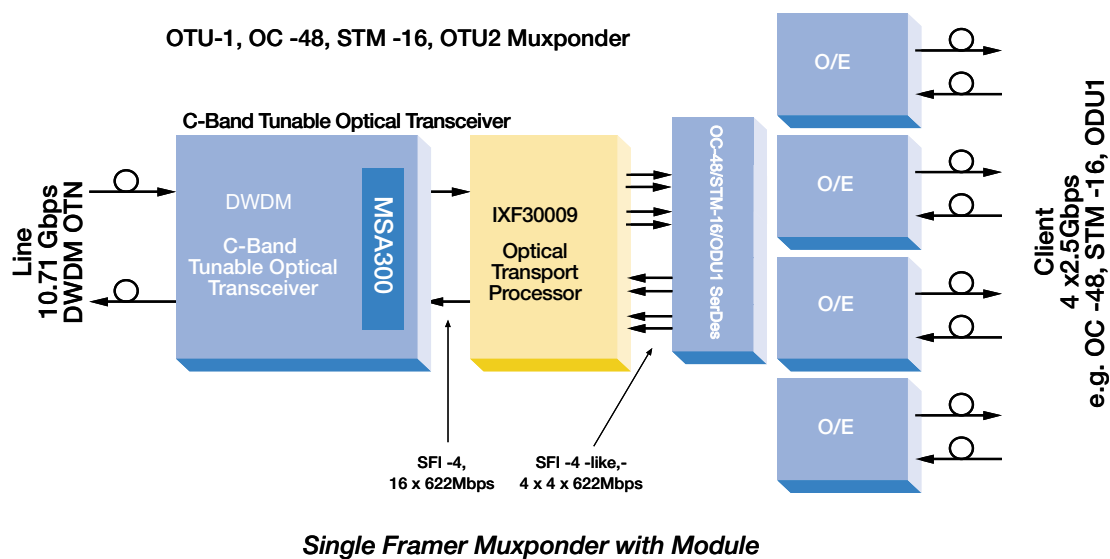 OTU-1, OC -48, STM -16, OTU2 Muxponder
C-Band Tunable Optical Transceiver
Line
10.71 Gbps
DWDM OTN
DWDM
C-Band
Tunable Optical
Transceiver
MSA300
IXF30009
Optical
Transport
Processor
OC-48/STM-16/ODU1 SerDes
O/E
O/E
O/E
O/E
Client
4 x2.5Gbps
e.g. OC -48, STM -16, ODU1
SFI -4,
16 x 622Mbps
SFI -4 -like,-
4 x 4 x 622Mbps
Single Framer Muxponder with Module